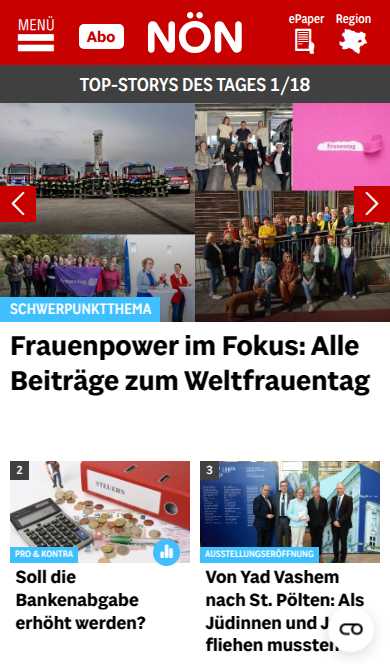 MENÜ
Abo
NÖN
ePaper
Region
TOP-STORYS DES TAGES 1/18
Frauentag
SCHWERPUNKTTHEMA
Frauenpower im Fokus: Alle
Beiträge zum Weltfrauentag
2
STEUERN
PRO & KONTRA
Soll die
Bankenabgabe
erhöht werden?
3
AUSSTELLUNGSERÖFFNUNG
Von Yad Vashem
nach St. Pölten: Als
Jüdinnen und
fliehen mussten